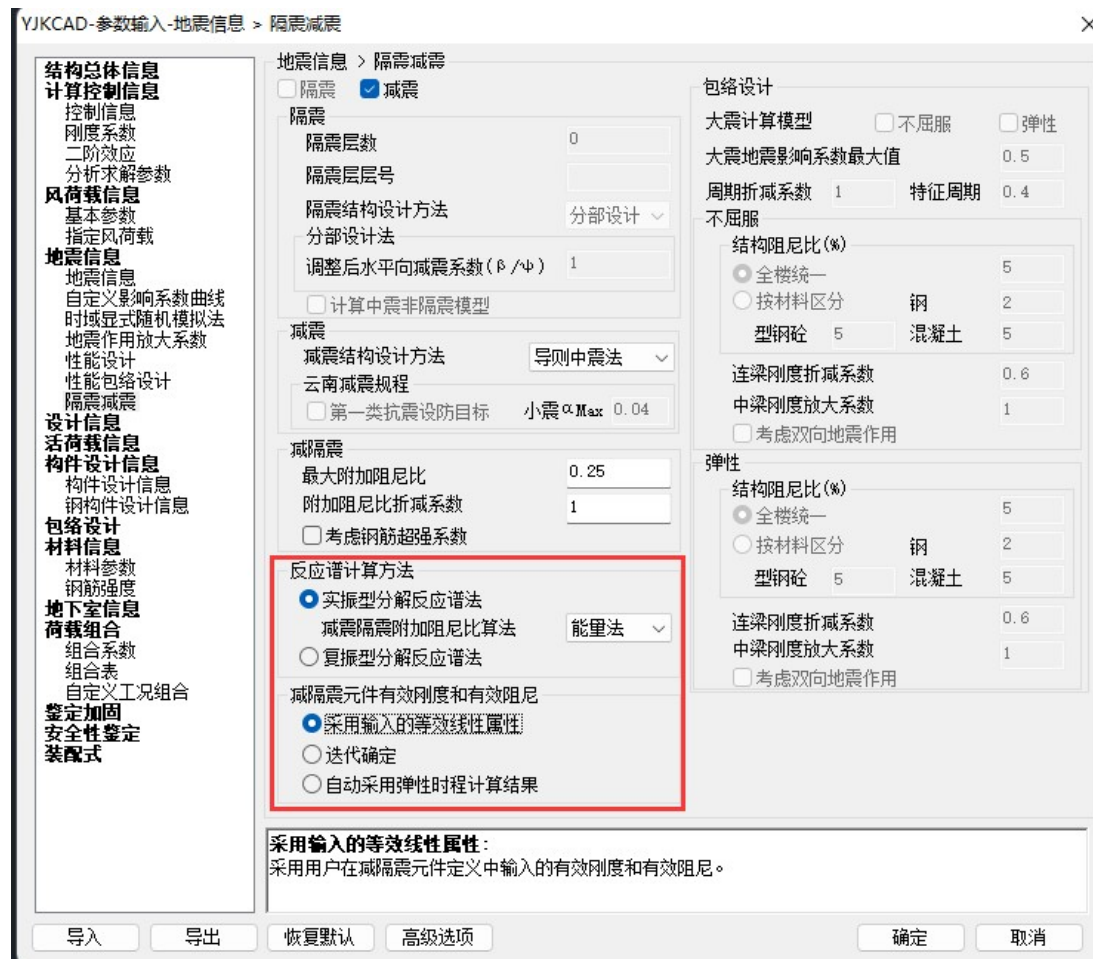 YJKCAD-参数输入-地震信息 > 隔震减震
结构总体信息
计算控制信息
控制信息
刚度系数
二阶效应
分析求解参数
风荷载信息
基本参数
指定风荷载
地震信息
地震信息
自定义影响系数曲线
时域显式随机模拟法
地震作用放大系数
性能设计
性能包络设计
隔震减震
设计信息
活荷载信息
构件设计信息
构件设计信息
钢构件设计信息
包络设计
材料信息
材料参数
钢筋强度
地下室信息
荷载组合
组合系数
组合表
自定义工况组合
鉴定加固
安全性鉴定
装配式
地震信息 > 隔震减震
隔震 减震
隔震
隔震层数 0
隔震层层号
隔震结构设计方法 分部设计
分部设计法
调整后水平向减震系数(β/ψ) 1
计算中震非隔震模型
减震
减震结构设计方法 导则中震法
云南减震规程
第一类抗震设防目标 小震αMax 0.04
减隔震
最大附加阻尼比 0.25
附加阻尼比折减系数 1
考虑钢筋超强系数
反应谱计算方法
实振型分解反应谱法
减震隔震附加阻尼比算法 能量法
复振型分解反应谱法
减隔震元件有效刚度和有效阻尼
采用输入的等效线性属性
迭代确定
自动采用弹性时程计算结果
包络设计
大震计算模型 不屈服 弹性
大震地震影响系数最大值 0.5
周期折减系数 1 特征周期 0.4
不屈服
结构阻尼比(%)
全楼统一 5
按材料区分 钢 2
型钢砼 5 混凝土 5
连梁刚度折减系数 0.6
中梁刚度放大系数 1
考虑双向地震作用
弹性
结构阻尼比(%)
全楼统一 5
按材料区分 钢 2
型钢砼 5 混凝土 5
连梁刚度折减系数 0.6
中梁刚度放大系数 1
考虑双向地震作用
采用输入的等效线性属性:
采用用户在减隔震元件定义中输入的有效刚度和有效阻尼。
导入 导出 恢复默认 高级选项 确定 取消